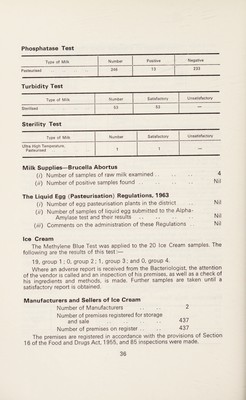 Phosphatase Test
Type of Milk Number Positive Negative
Pasteurised .. .. .. 246 13 233
Turbidity Test
Type of Milk Number Satisfactory Unsatisfactory
Sterilised .. .. .. 53 53 —
Sterility Test
Type of Milk Number Satisfactory Unsatisfactory
Ultra High Temperature,
Pasteurised .. .. 1 1 —
Milk Supplies—Brucella Abortus
(i) Number of samples of raw milk examined .. .. .. 4
(ii) Number of positive samples found .. .. .. Nil
The Liquid Egg (Pasteurisation) Regulations, 1963
(i) Number of egg pasteurisation plants in the district .. Nil
(ii) Number of samples of liquid egg submitted to the Alpha-
Amylase test and their results .. .. .. .. Nil
(iii) Comments on the administration of these Regulations .. Nil
Ice Cream
The Methylene Blue Test was applied to the 20 Ice Cream samples. The
following are the results of this test:—
19, group 1; 0, group 2; 1, group 3; and 0, group 4.
Where an adverse report is received from the Bacteriologist, the attention
of the vendor is called and an inspection of his premises, as well as a check of
his ingredients and methods, is made. Further samples are taken until a
satisfactory report is obtained.
Manufacturers and Sellers of Ice Cream
Number of Manufacturers .. .. .. 2
Number of premises registered for storage
and sale .. .. .. .. .. 437
Number of premises on register .. .. 437
The premises are registered in accordance with the provisions of Section
16 of the Food and Drugs Act, 1955, and 85 inspections were made.
36